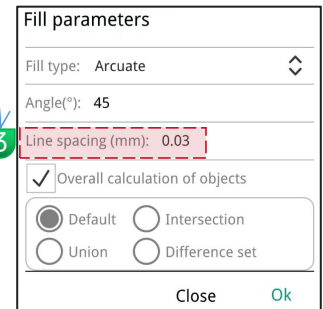 Fill parameters
Fill type: Arcuate
Angle(°): 45
3
Line spacing (mm): 0.03
Overall calculation of objects
Default Intersection
Union Difference set
Close Ok